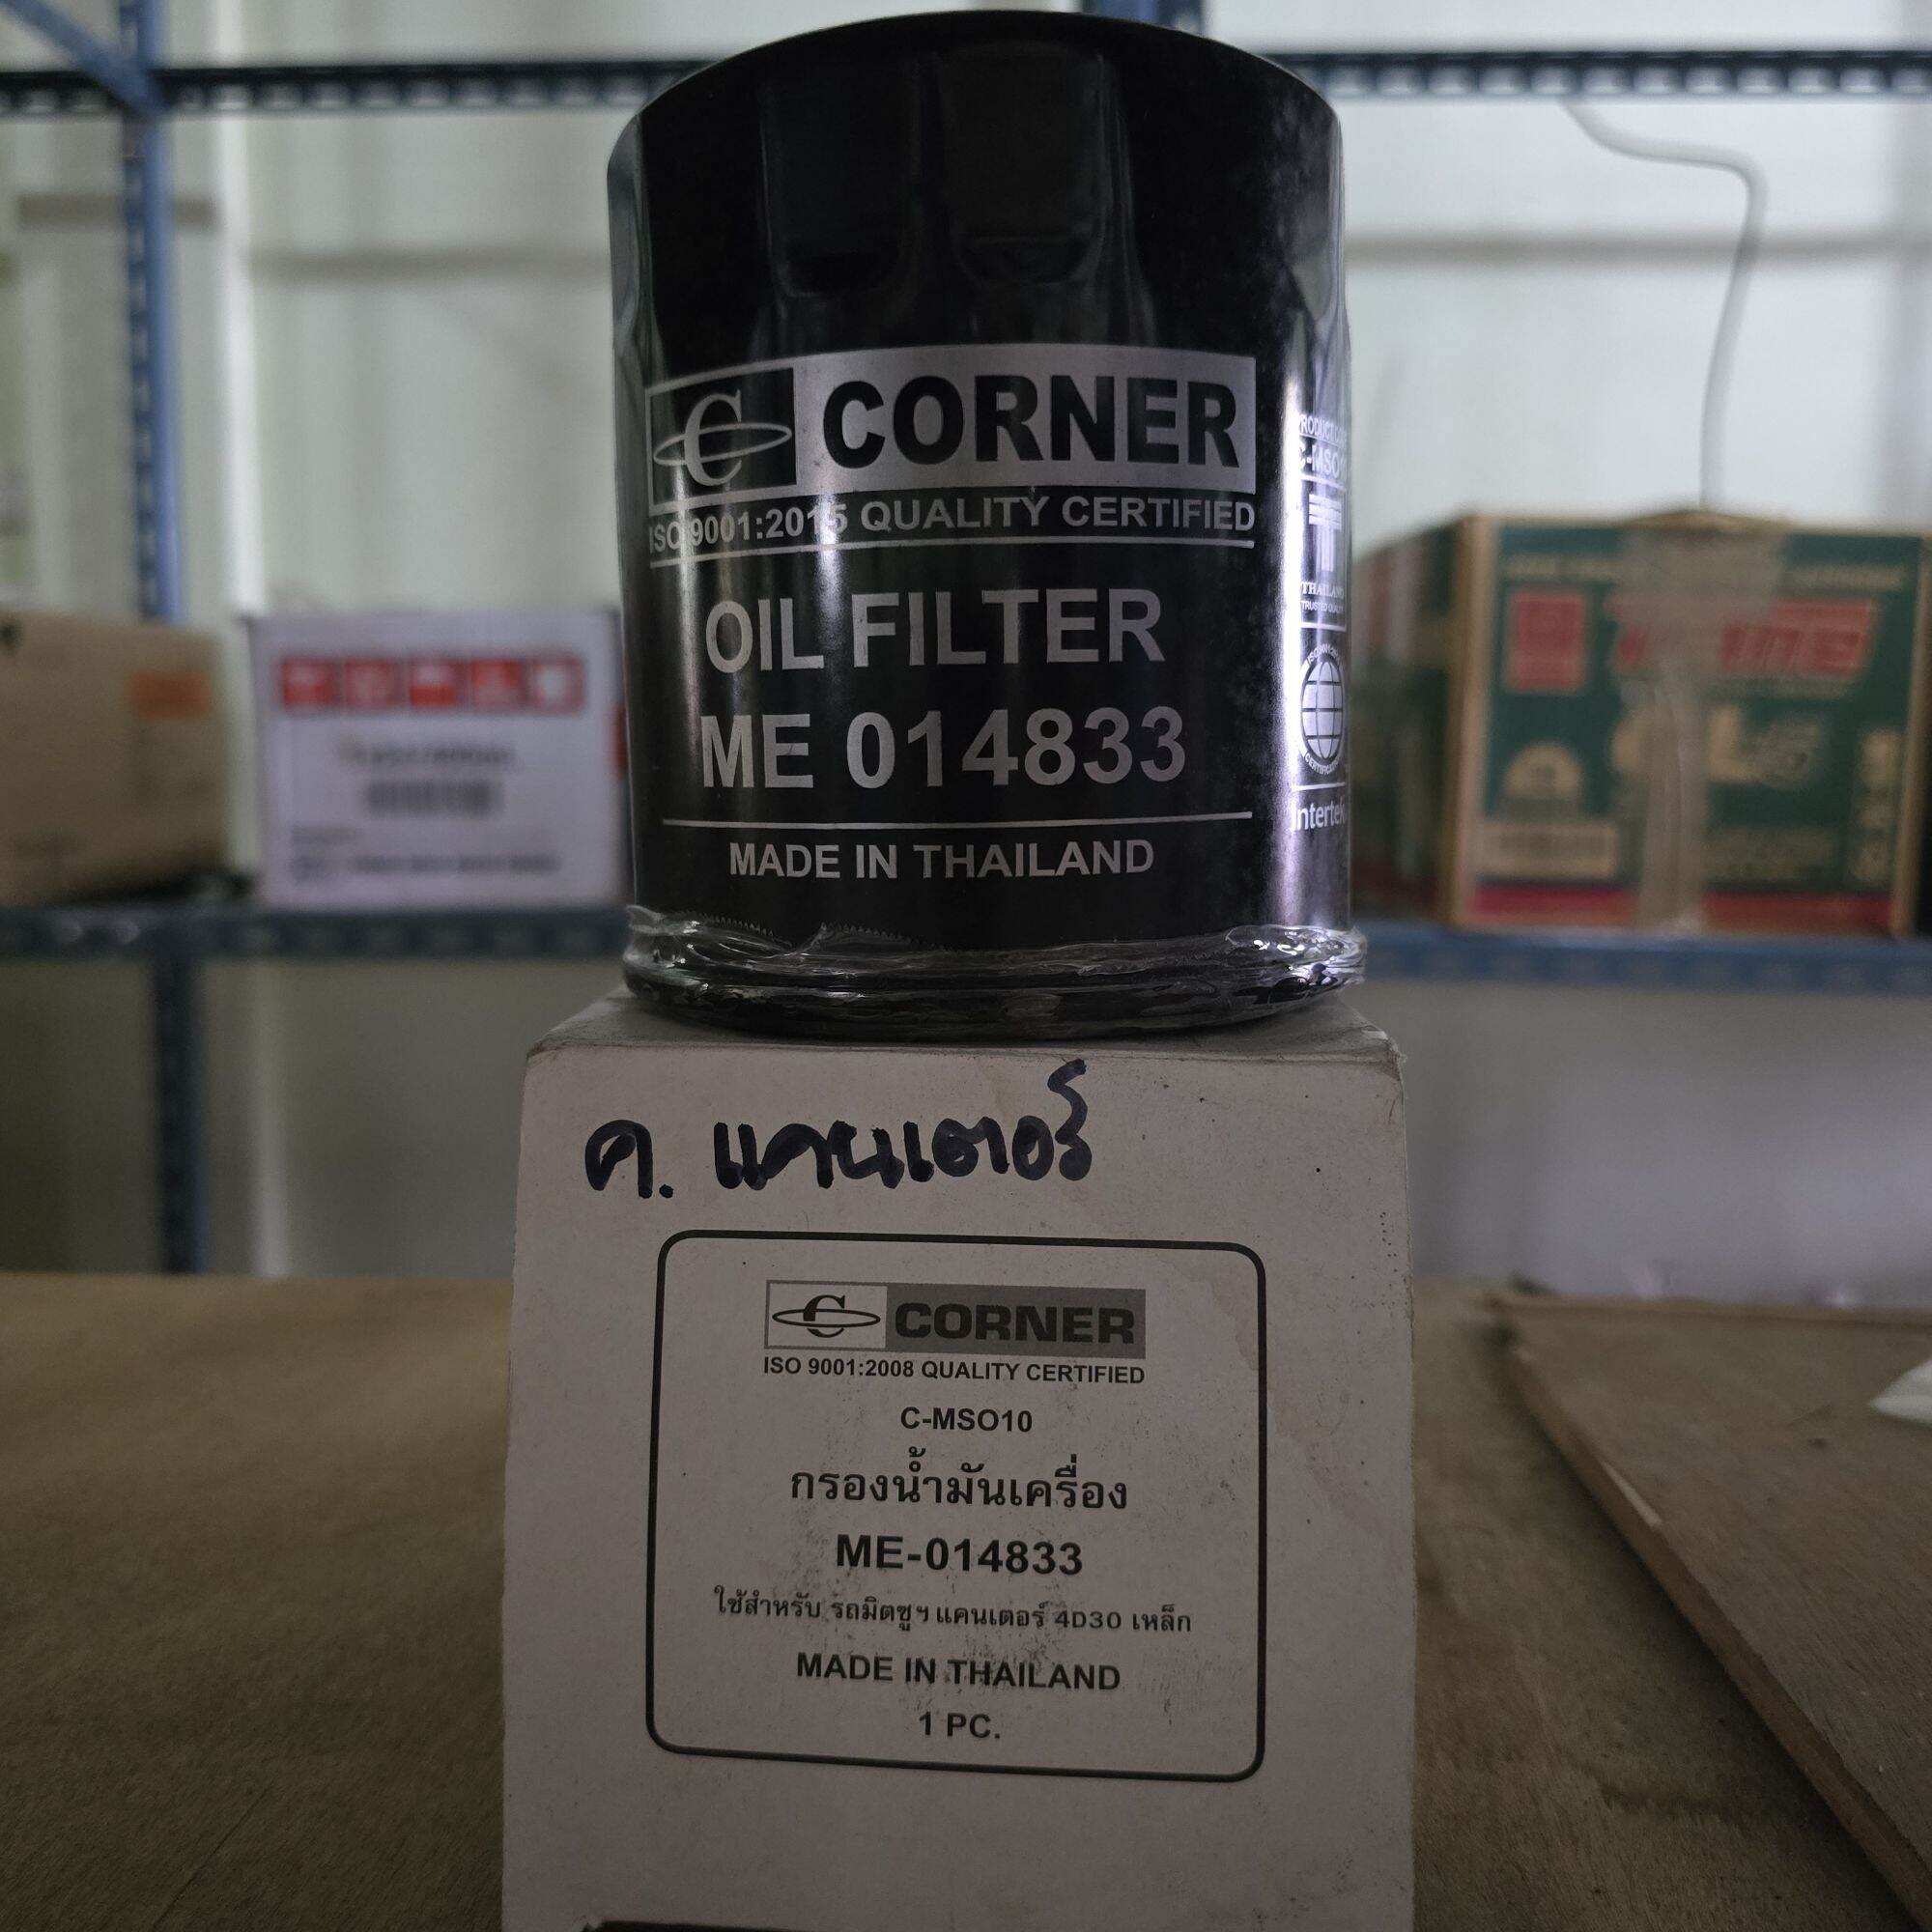 C CORNER
ISO 9001:2015 QUALITY CERTIFIED
OIL FILTER
ME 014833
MADE IN THAILAND
C-MSO
THAILAND
Intertek
ค. แคนเตอร์
C CORNER
ISO 9001:2008 QUALITY CERTIFIED
C-MSO10
กรองน้ำมันเครื่อง
ME-014833
ใช้สำหรับ รถมิตซูฯ แคนเตอร์ 4D30 เหล็ก
MADE IN THAILAND
1 PC.